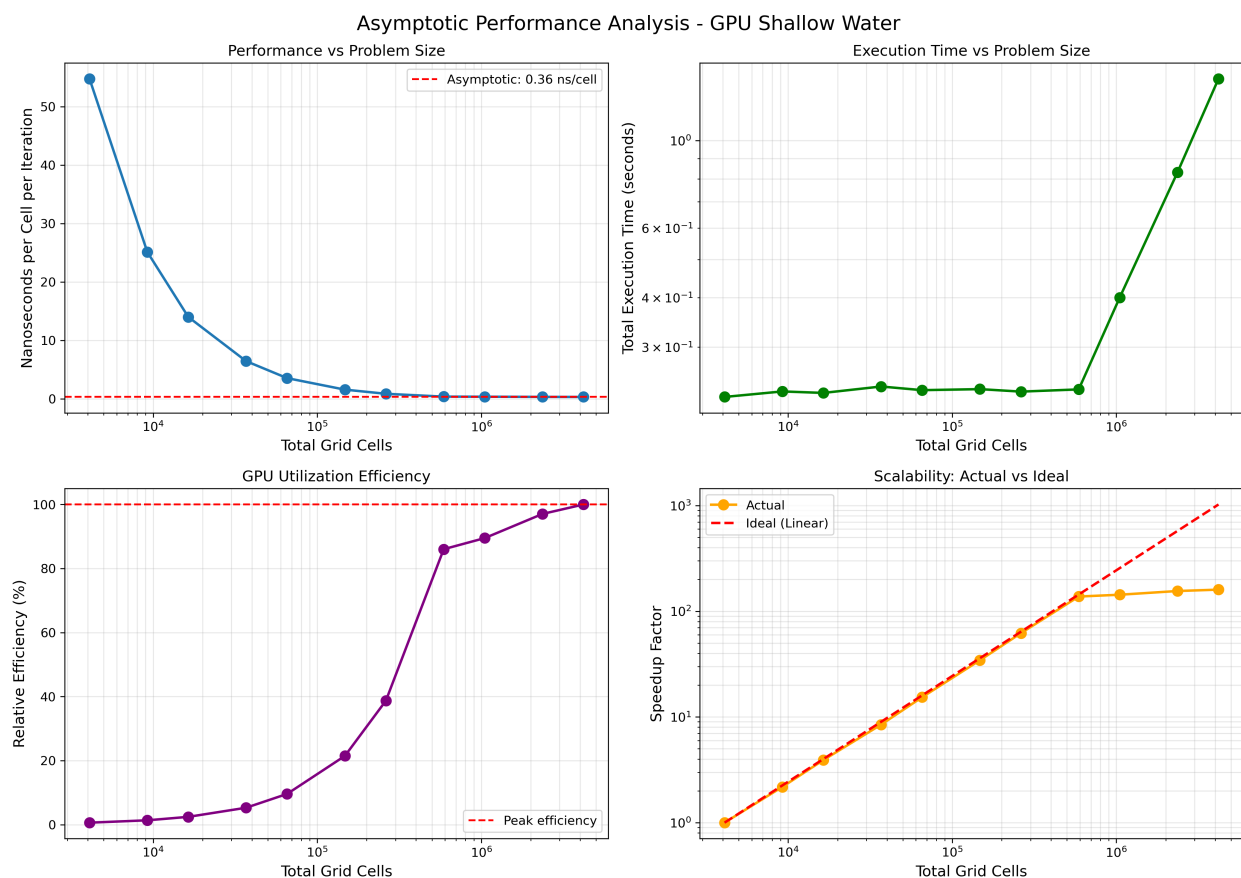 Asymptotic Performance Analysis - GPU Shallow Water
Performance vs Problem Size
Nanoseconds per Cell per Iteration
50
40
30
20
10
0
Asymptotic: 0.36 ns/cell
10⁴
10⁵
10⁶
Total Grid Cells
Execution Time vs Problem Size
Total Execution Time (seconds)
10⁰
6 × 10⁻¹
4 × 10⁻¹
3 × 10⁻¹
10⁴
10⁵
10⁶
Total Grid Cells
GPU Utilization Efficiency
Relative Efficiency (%)
100
80
60
40
20
0
Peak efficiency
10⁴
10⁵
10⁶
Total Grid Cells
Scalability: Actual vs Ideal
Speedup Factor
10³
10²
10¹
10⁰
Actual
Ideal (Linear)
10⁴
10⁵
10⁶
Total Grid Cells